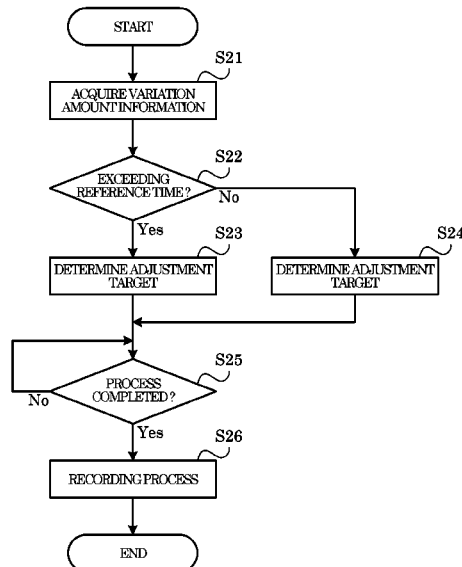 START
S21
ACQUIRE VARIATION
AMOUNT INFORMATION
S22
EXCEEDING
REFERENCE TIME?
No
Yes
S23
DETERMINE ADJUSTMENT
TARGET
S24
DETERMINE ADJUSTMENT
TARGET
S25
PROCESS
COMPLETED?
No
Yes
S26
RECORDING PROCESS
END